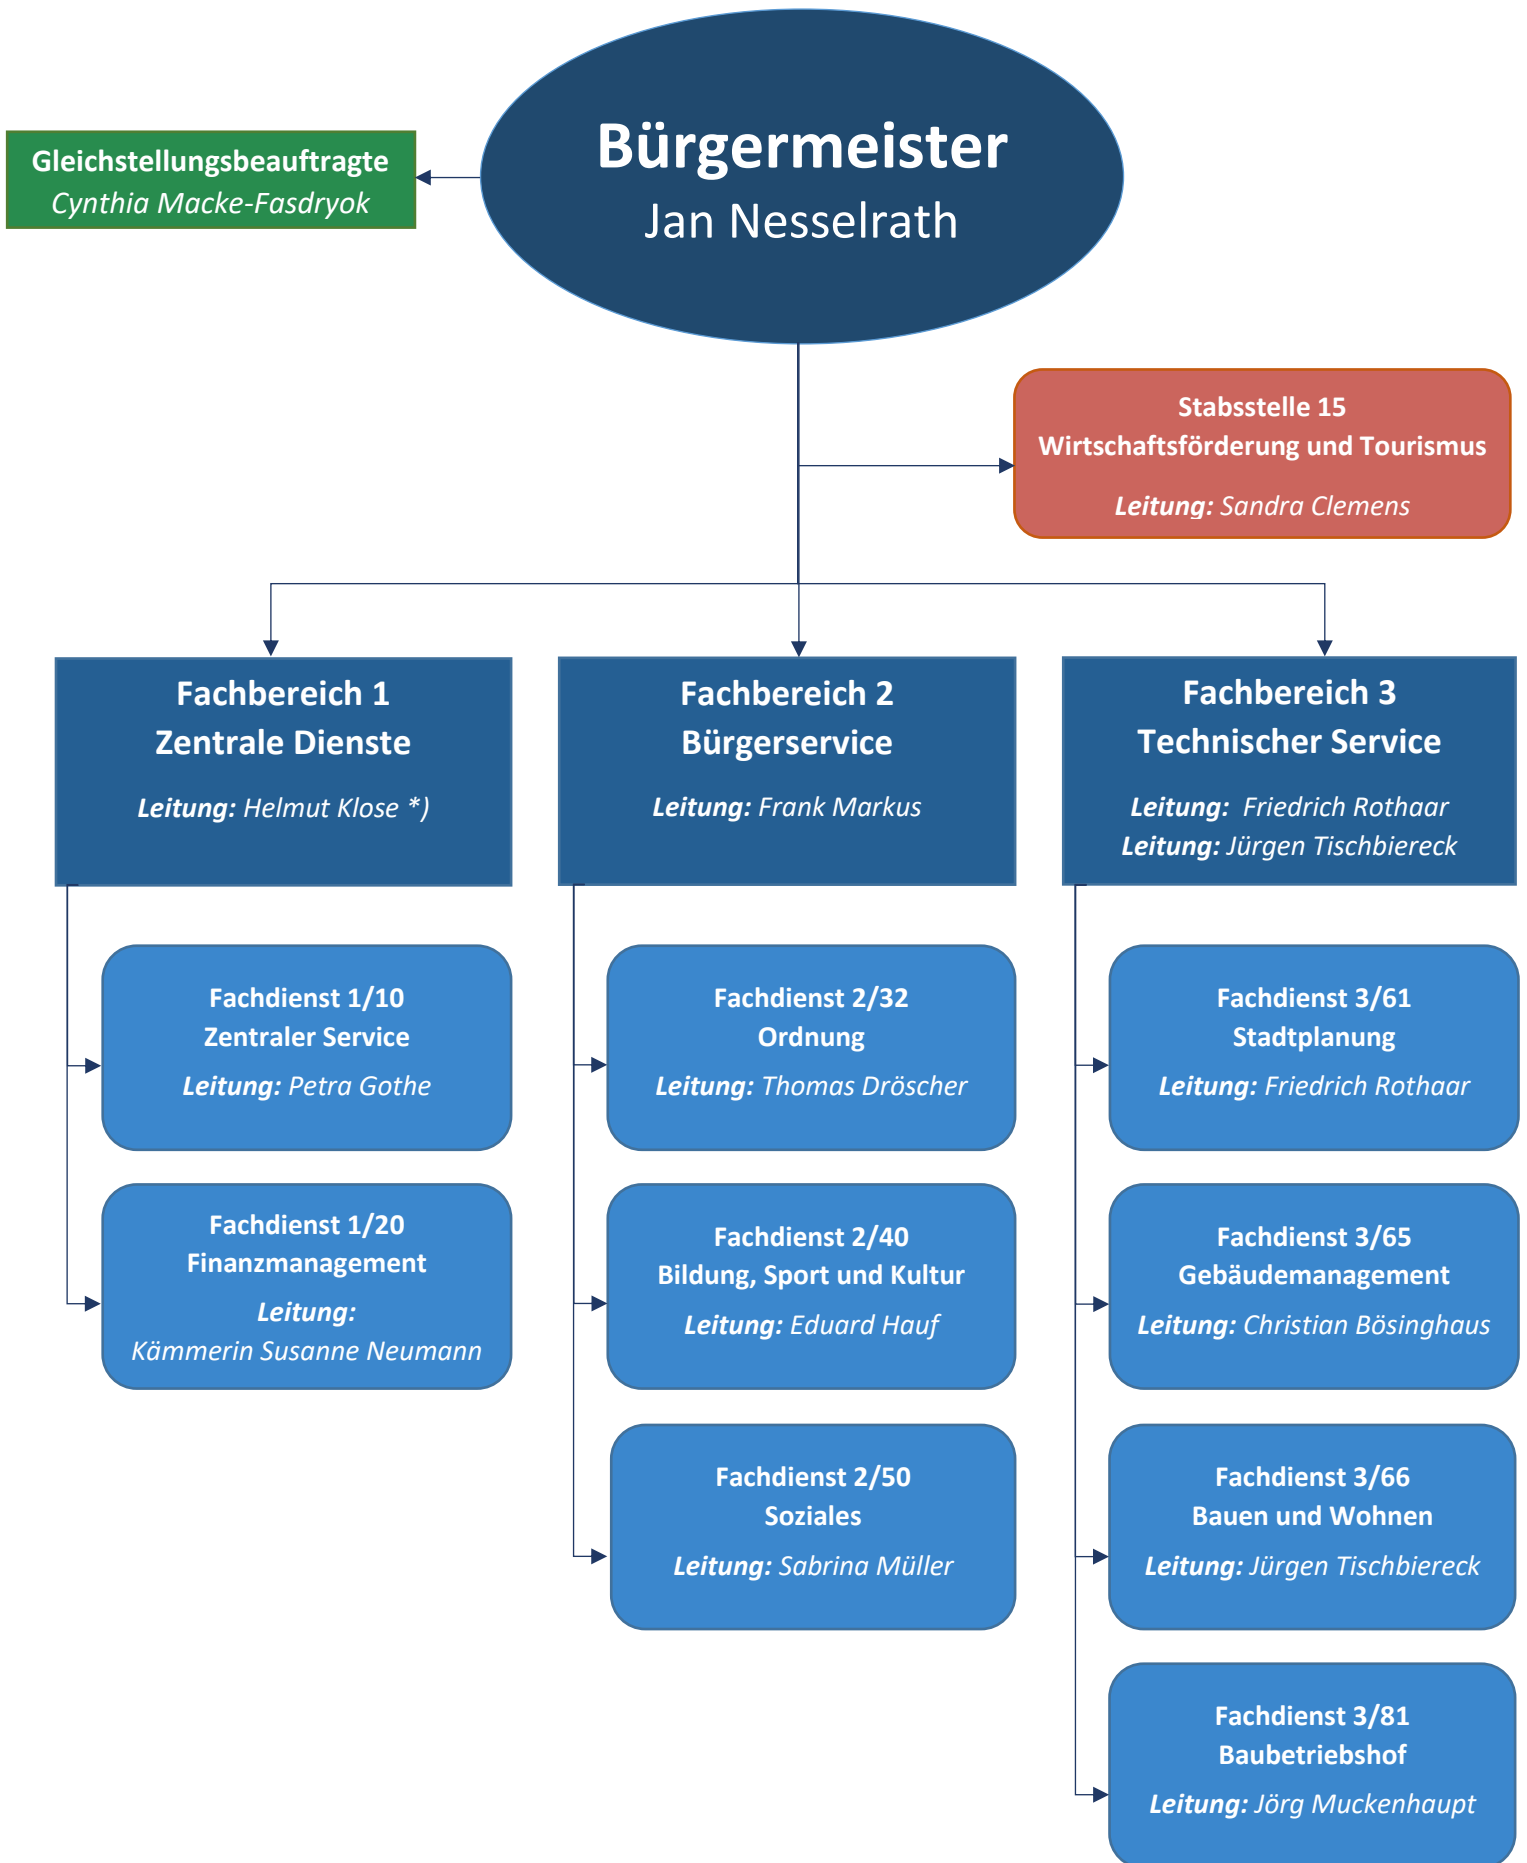 Bürgermeister
Jan Nesselrath
Gleichstellungsbeauftragte
Cynthia Macke-Fasdryok
Stabsstelle 15
Wirtschaftsförderung und Tourismus
Leitung: Sandra Clemens
Fachbereich 1
Zentrale Dienste
Leitung: Helmut Klose *)
Fachdienst 1/10
Zentraler Service
Leitung: Petra Gothe
Fachdienst 1/20
Finanzmanagement
Leitung:
Kämmerin Susanne Neumann
Fachbereich 2
Bürgerservice
Leitung: Frank Markus
Fachdienst 2/32
Ordnung
Leitung: Thomas Dröscher
Fachdienst 2/40
Bildung, Sport und Kultur
Leitung: Eduard Hauf
Fachdienst 2/50
Soziales
Leitung: Sabrina Müller
Fachbereich 3
Technischer Service
Leitung: Friedrich Rothaar
Leitung: Jürgen Tischbiereck
Fachdienst 3/61
Stadtplanung
Leitung: Friedrich Rothaar
Fachdienst 3/65
Gebäudemanagement
Leitung: Christian Bösinghaus
Fachdienst 3/66
Bauen und Wohnen
Leitung: Jürgen Tischbiereck
Fachdienst 3/81
Baubetriebshof
Leitung: Jörg Muckenhaupt